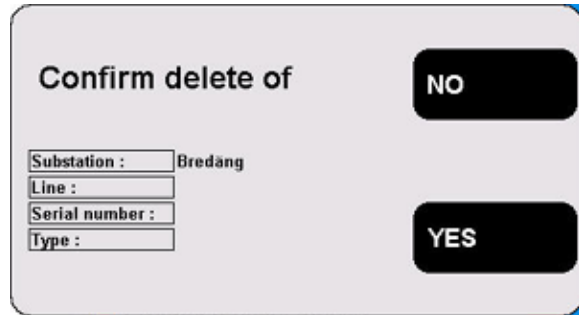 Confirm delete of
NO
Substation : Bredäng
Line :
Serial number :
Type :
YES